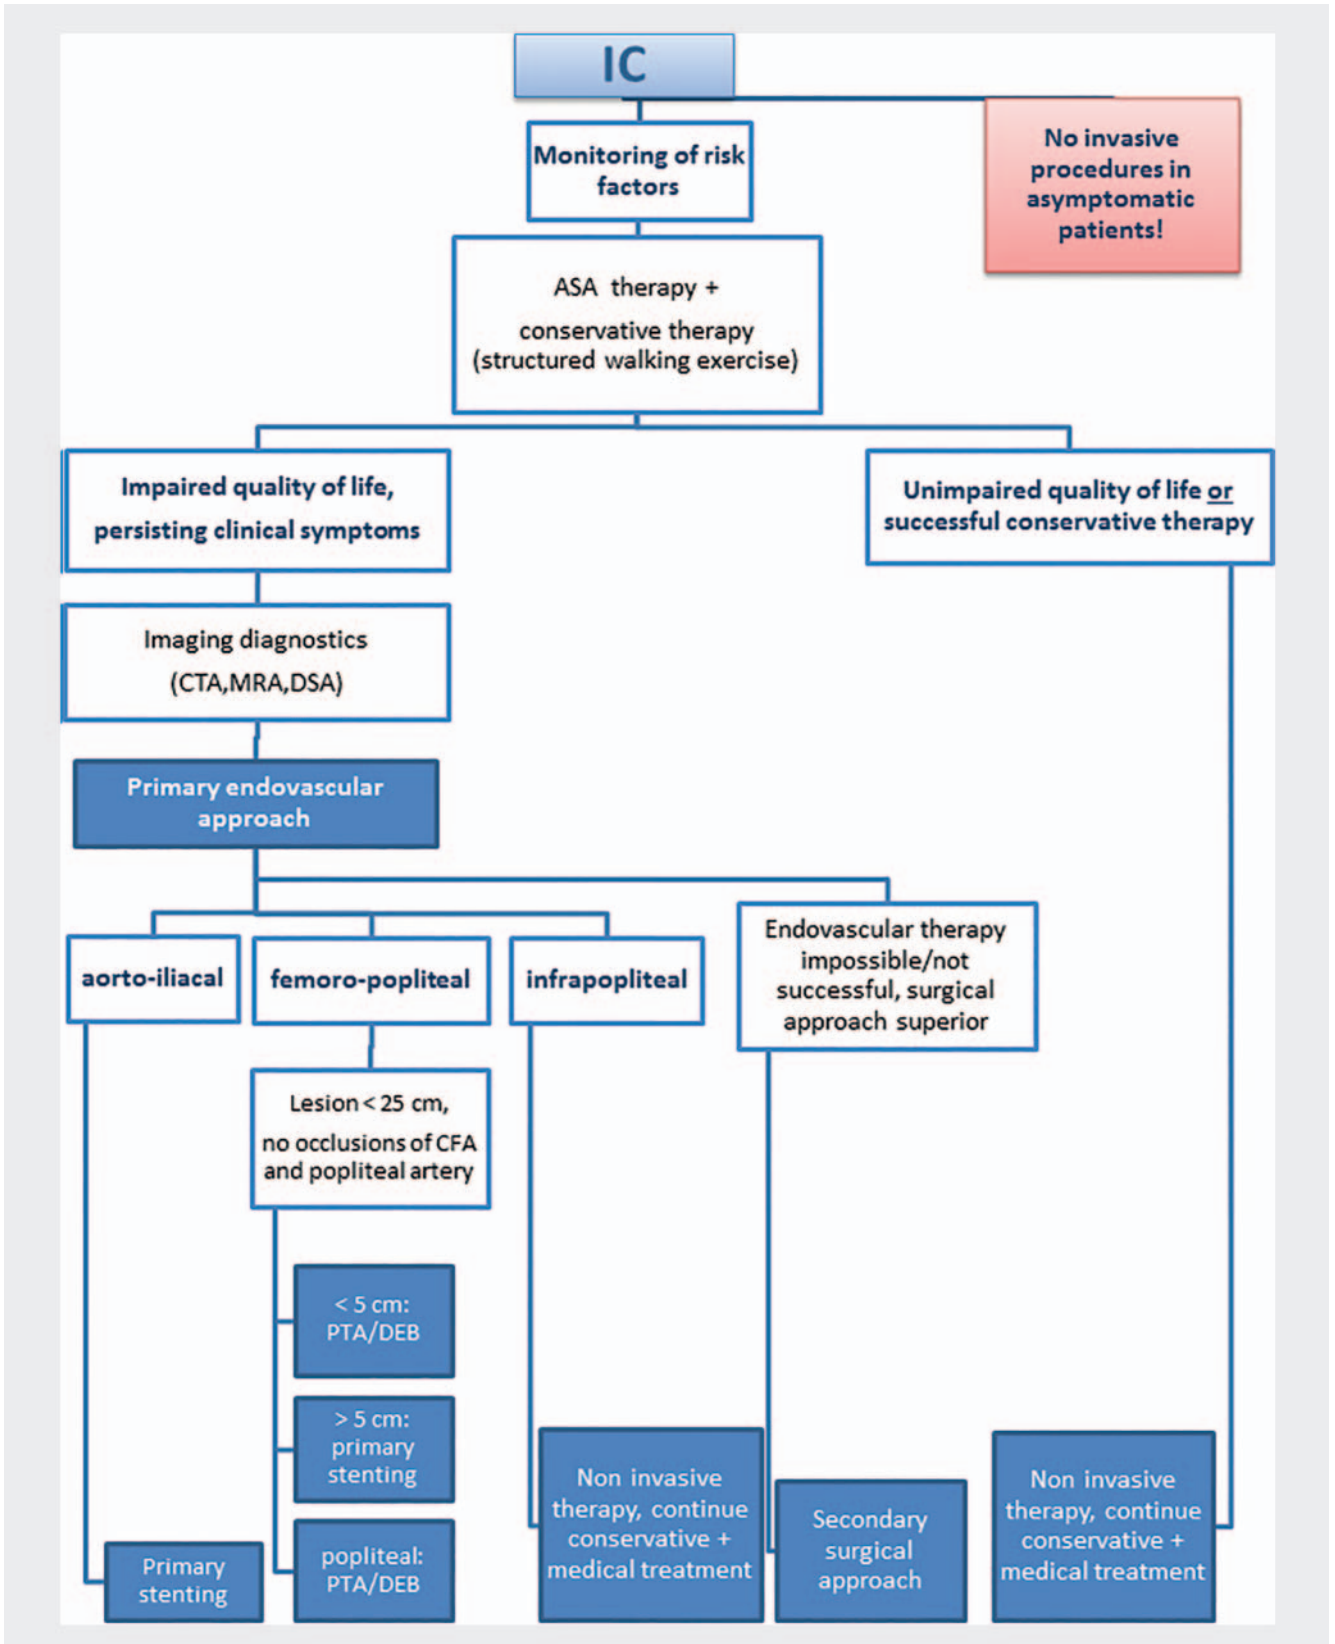 IC
No invasive
procedures in
asymptomatic
patients!
Monitoring of risk
factors
ASA therapy +
conservative therapy
(structured walking exercise)
Impaired quality of life,
persisting clinical symptoms
Unimpaired quality of life or
successful conservative therapy
Imaging diagnostics
(CTA,MRA,DSA)
Primary endovascular
approach
aorto-iliacal
femoro-popliteal
infrapopliteal
Endovascular therapy
impossible/not
successful, surgical
approach superior
Lesion < 25 cm,
no occlusions of CFA
and popliteal artery
< 5 cm:
PTA/DEB
> 5 cm:
primary
stenting
popliteal:
PTA/DEB
Primary
stenting
Non invasive
therapy, continue
conservative +
medical treatment
Secondary
surgical
approach
Non invasive
therapy, continue
conservative +
medical treatment